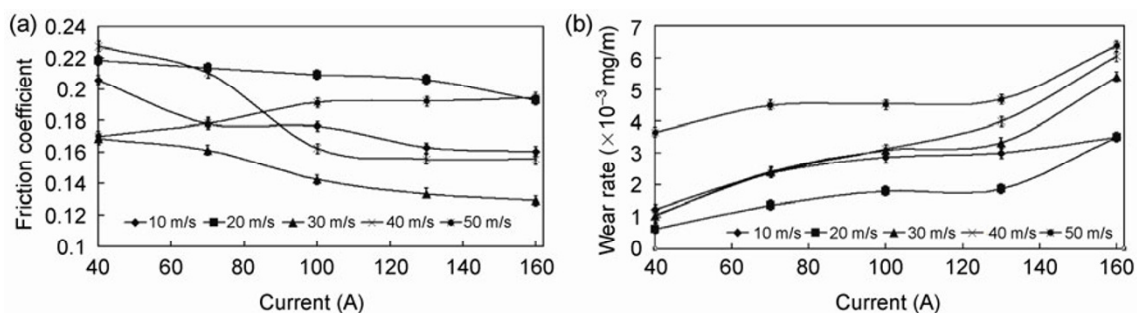 (a)
Friction coefficient
0.24
0.22
0.2
0.18
0.16
0.14
0.12
0.1
10 m/s 20 m/s 30 m/s 40 m/s 50 m/s
40 60 80 100 120 140 160
Current (A)
(b)
Wear rate (×10⁻³ mg/m)
7
6
5
4
3
2
1
0
10 m/s 20 m/s 30 m/s 40 m/s 50 m/s
40 60 80 100 120 140 160
Current (A)